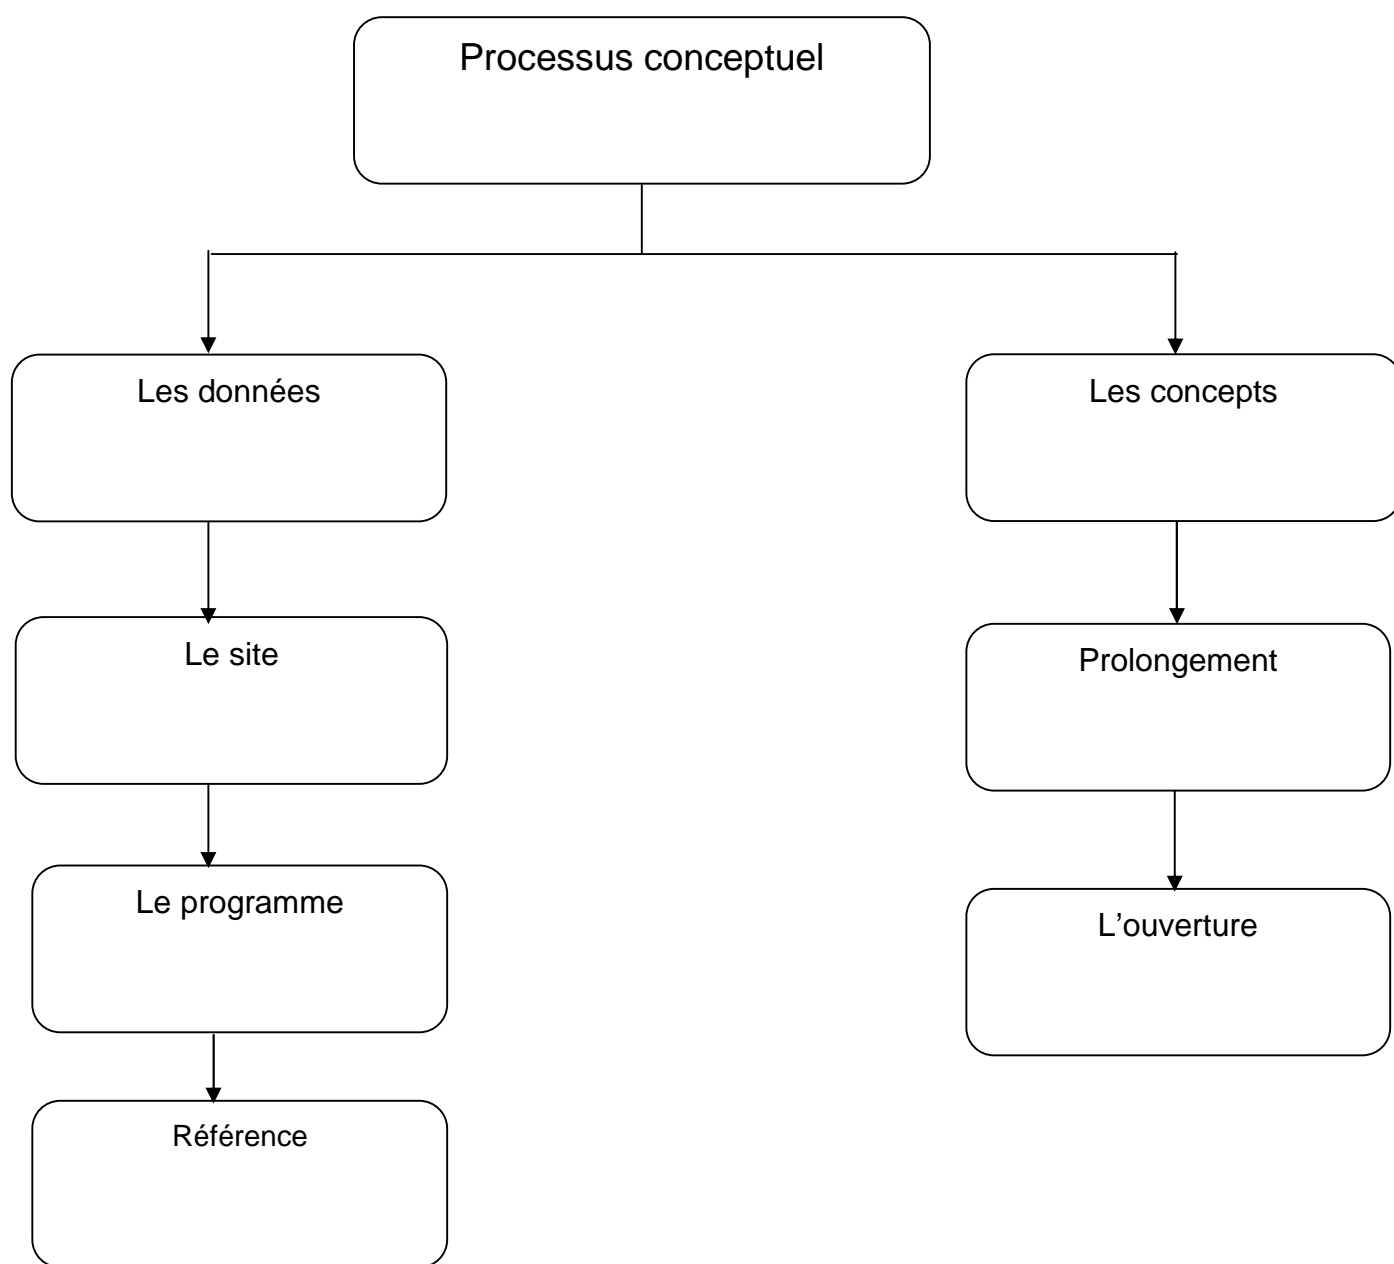 Processus conceptuel
Les données
Les concepts
Le site
Prolongement
Le programme
L’ouverture
Référence